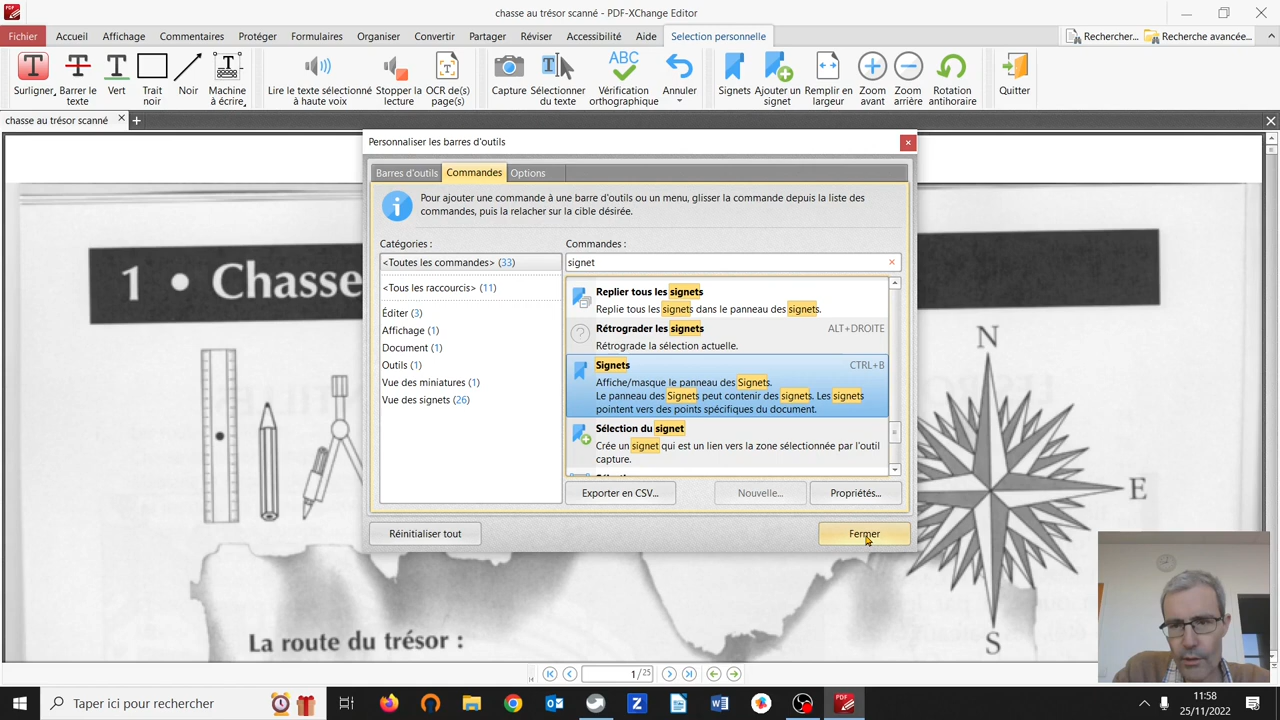 chasse au trésor scanné - PDF-XChange Editor
Fichier Accueil Affichage Commentaires Protéger Formulaires Organiser Convertir Partager Réviser Accessibilité Aide Selection personelle Rechercher... Recherche avancée...
Surligner Barrer le texte Vert Trait noir Noir Machine à écrire Lire le texte sélectionné à haute voix Stopper la lecture OCR de(s) page(s) Capture Sélectionner du texte ABC Vérification orthographique Annuler Signets Ajouter un signet Remplir en largeur Zoom avant Zoom arrière Rotation antihoraire Quitter
chasse au trésor scanné
Personnaliser les barres d'outils
Barres d'outils Commandes Options
Pour ajouter une commande à une barre d'outils ou un menu, glisser la commande depuis la liste des
commandes, puis la relacher sur la cible désirée.
Catégories :
<Toutes les commandes> (33)
<Tous les raccourcis> (11)
Éditer (3)
Affichage (1)
Document (1)
Outils (1)
Vue des miniatures (1)
Vue des signets (26)
Commandes :
signet
Replier tous les signets
Replie tous les signets dans le panneau des signets.
Rétrograder les signets ALT+DROITE
Rétrograde la sélection actuelle.
Signets CTRL+B
Affiche/masque le panneau des Signets.
Le panneau des Signets peut contenir des signets. Les signets
pointent vers des points spécifiques du document.
Sélection du signet
Crée un signet qui est un lien vers la zone sélectionnée par l'outil
capture.
Exporter en CSV... Nouvelle... Propriétés...
Réinitialiser tout Fermer
1 • Chasse
N
E
S
La route du trésor :
1 / 25
Taper ici pour rechercher
11:58
25/11/2022